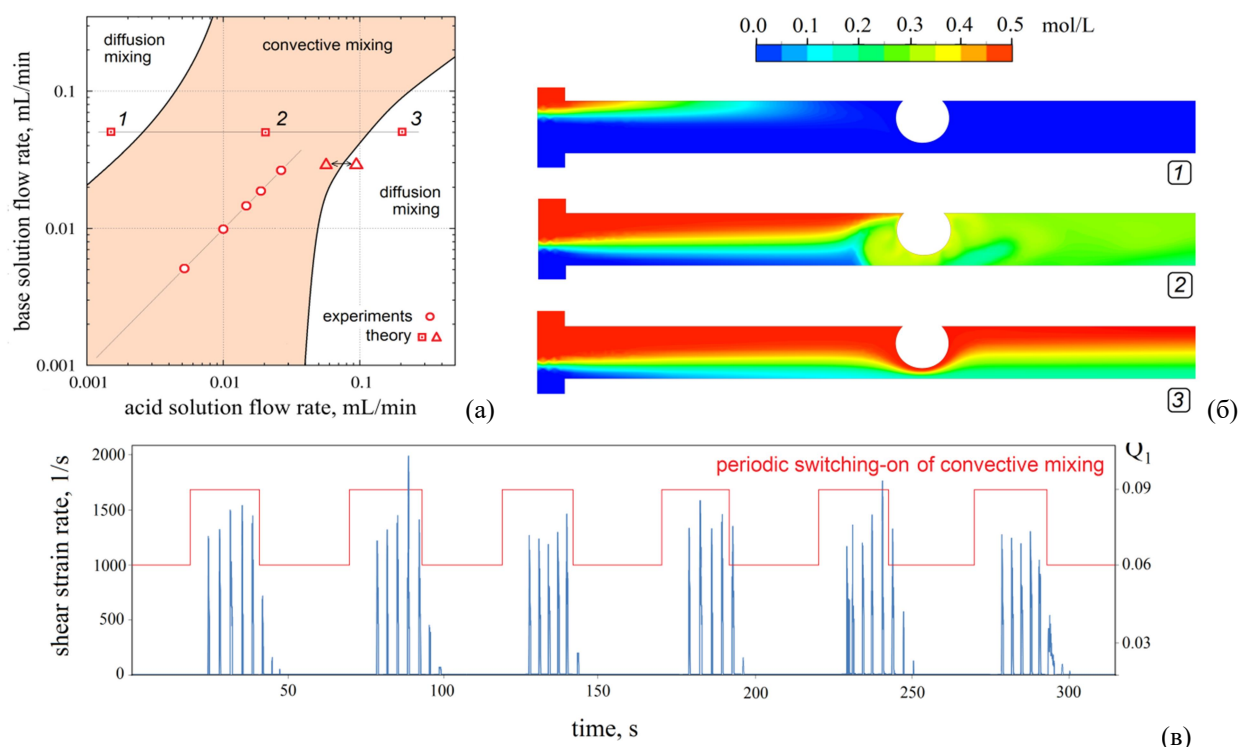 diffusion
mixing
convective mixing
1
2
3
diffusion
mixing
experiments
theory
0.1
0.01
0.001
0.001
0.01
0.1
base solution flow rate, mL/min
acid solution flow rate, mL/min
(а)
0.0
0.1
0.2
0.3
0.4
0.5
mol/L
1
2
3
(б)
periodic switching-on of convective mixing
Q1
2000
1500
1000
500
0
0.09
0.06
0.03
shear strain rate, 1/s
50
100
150
200
250
300
time, s
(в)